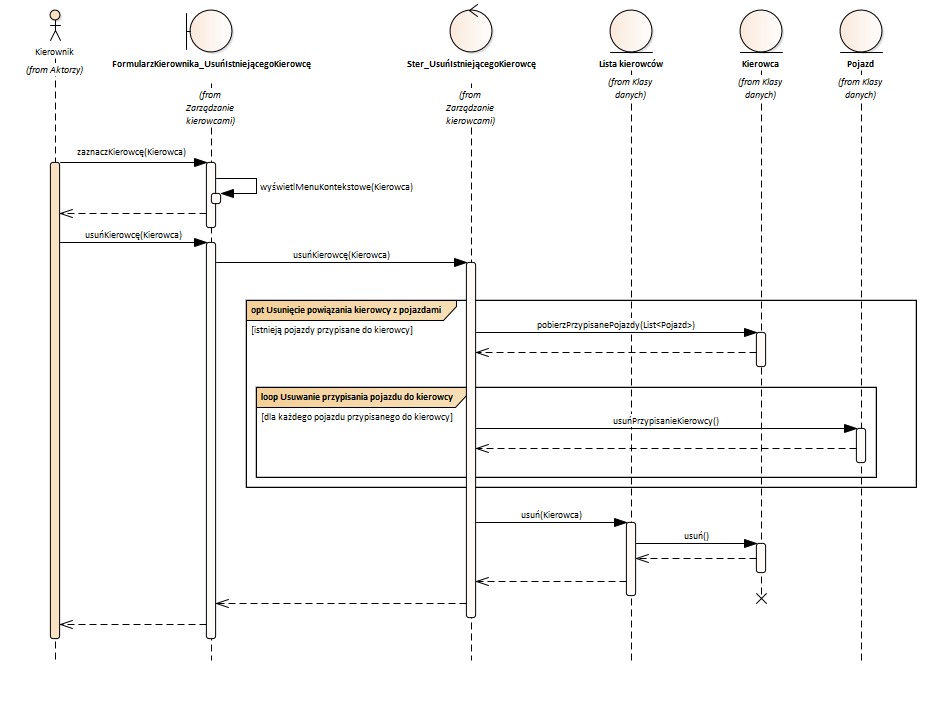 Kierownik
(from Aktorzy)
FormularzKierownika_UsuńIstniejącegoKierowcę
(from
Zarządzanie
kierowcami)
Ster_UsuńIstniejącegoKierowcę
(from
Zarządzanie
kierowcami)
Lista kierowców
(from Klasy
danych)
Kierowca
(from Klasy
danych)
Pojazd
(from Klasy
danych)
zaznaczKierowcę(Kierowca)
wyświetlMenuKontekstowe(Kierowca)
usuńKierowcę(Kierowca)
usuńKierowcę(Kierowca)
opt Usunięcie powiązania kierowcy z pojazdami
[istnieją pojazdy przypisane do kierowcy]
pobierzPrzypisanePojazdy(List<Pojazd>)
loop Usuwanie przypisania pojazdu do kierowcy
[dla każdego pojazdu przypisanego do kierowcy]
usuńPrzypisanieKierowcy()
usuń(Kierowca)
usuń()